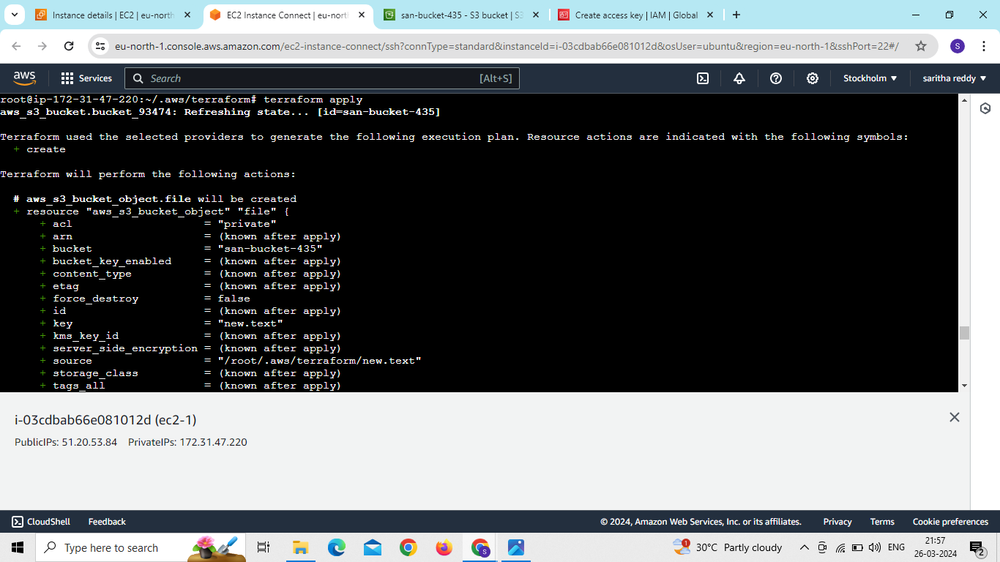 Instance details | EC2 | eu-north
EC2 Instance Connect | eu-nort
san-bucket-435 - S3 bucket | S3
Create access key | IAM | Global
eu-north-1.console.aws.amazon.com/ec2-instance-connect/ssh?connType=standard&instanceId=i-03cdbab66e081012d&osUser=ubuntu&region=eu-north-1&sshPort=22#/
S
aws
Services
Search
[Alt+S]
Stockholm
saritha reddy
root@ip-172-31-47-220:~/.aws/terraform# terraform apply
aws_s3_bucket.bucket_93474: Refreshing state... [id=san-bucket-435]
Terraform used the selected providers to generate the following execution plan. Resource actions are indicated with the following symbols:
+ create
Terraform will perform the following actions:
# aws_s3_bucket_object.file will be created
+ resource "aws_s3_bucket_object" "file" {
+ acl = "private"
+ arn = (known after apply)
+ bucket = "san-bucket-435"
+ bucket_key_enabled = (known after apply)
+ content_type = (known after apply)
+ etag = (known after apply)
+ force_destroy = false
+ id = (known after apply)
+ key = "new.text"
+ kms_key_id = (known after apply)
+ server_side_encryption = (known after apply)
+ source = "/root/.aws/terraform/new.text"
+ storage_class = (known after apply)
+ tags_all = (known after apply)
i-03cdbab66e081012d (ec2-1)
PublicIPs: 51.20.53.84 PrivateIPs: 172.31.47.220
CloudShell
Feedback
© 2024, Amazon Web Services, Inc. or its affiliates.
Privacy
Terms
Cookie preferences
Type here to search
S
1
30°C Partly cloudy
ENG
21:57
26-03-2024
2